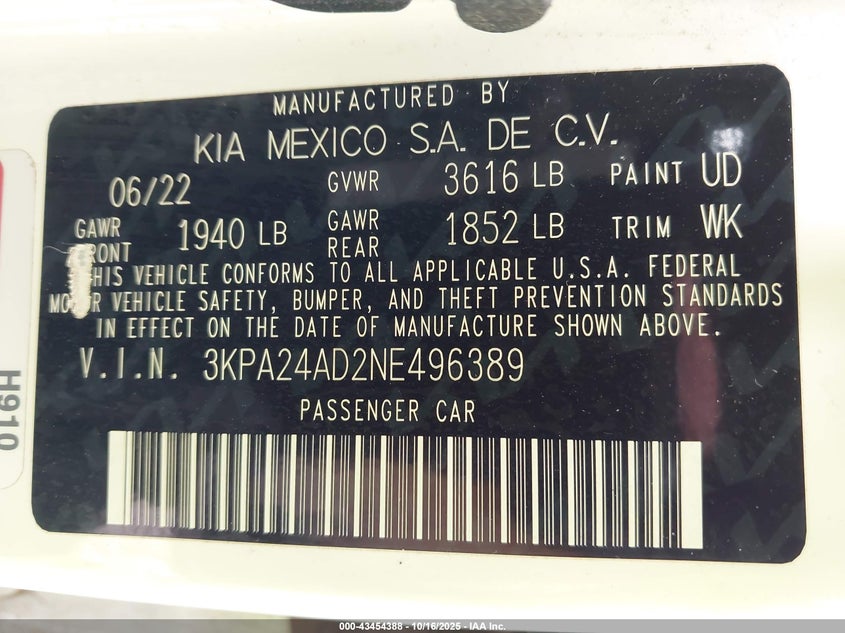 MANUFACTURED BY
KIA MEXICO S.A. DE C.V.
06/22 GVWR 3616 LB PAINT UD
GAWR FRONT 1940 LB GAWR REAR 1852 LB TRIM WK
THIS VEHICLE CONFORMS TO ALL APPLICABLE U.S.A. FEDERAL
MOTOR VEHICLE SAFETY, BUMPER, AND THEFT PREVENTION STANDARDS
IN EFFECT ON THE DATE OF MANUFACTURE SHOWN ABOVE.
V.I.N. 3KPA24AD2NE496389
PASSENGER CAR
H910
000-43454388 - 10/16/2025 - IAA Inc.